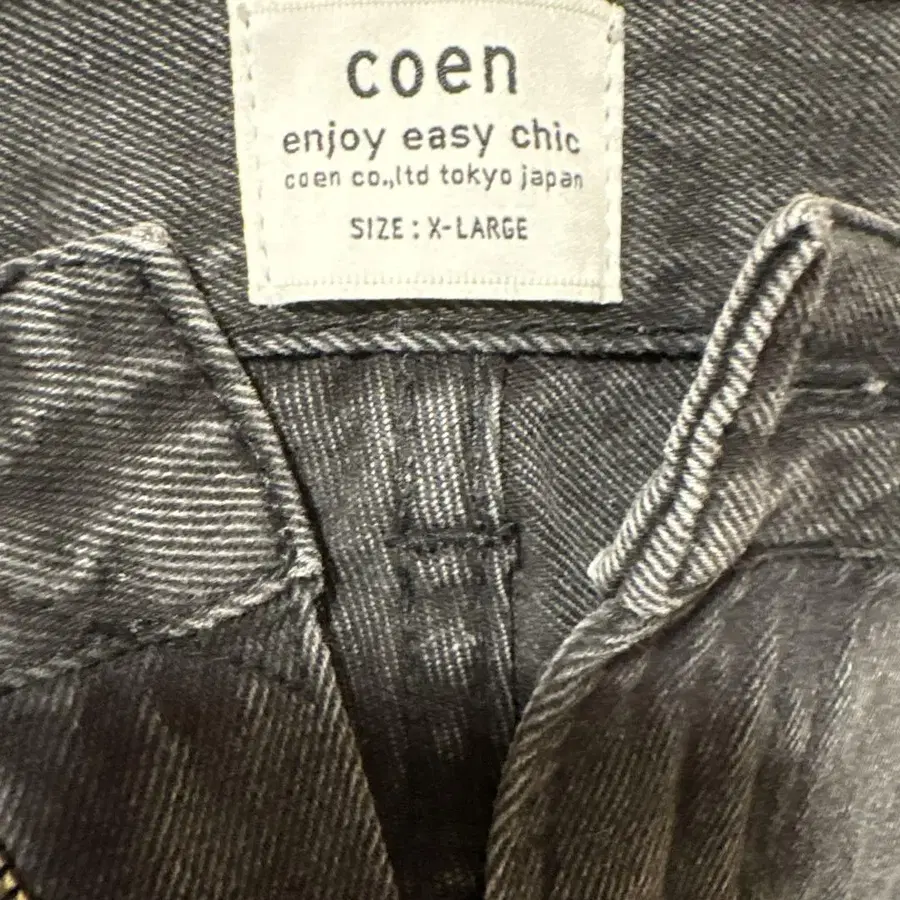 coen
enjoy easy chic
coen co.,ltd tokyo japan
SIZE : X-LARGE